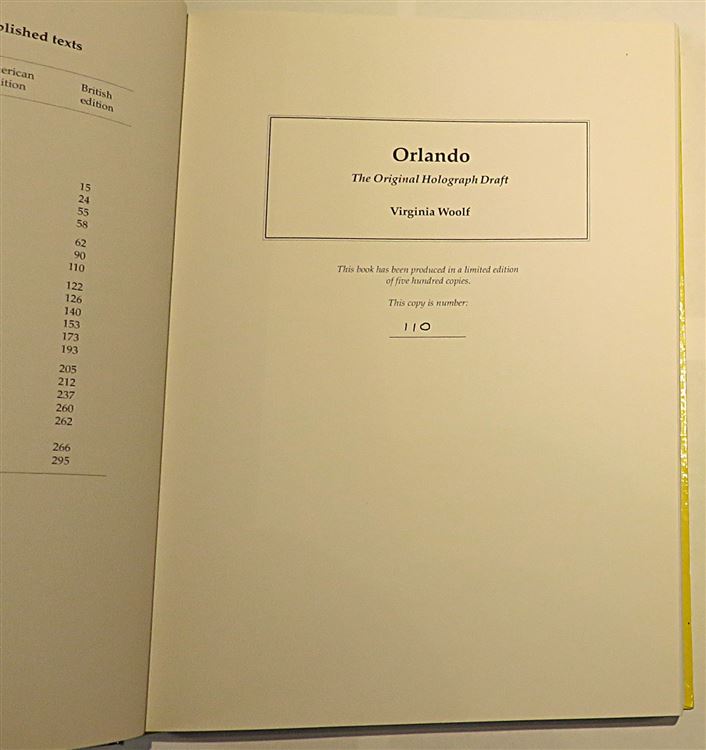 blished texts
erican
ition
British
edition
15
24
55
58
62
90
110
122
126
140
153
173
193
205
212
237
260
262
266
295
Orlando
The Original Holograph Draft
Virginia Woolf
This book has been produced in a limited edition
of five hundred copies.
This copy is number:
110